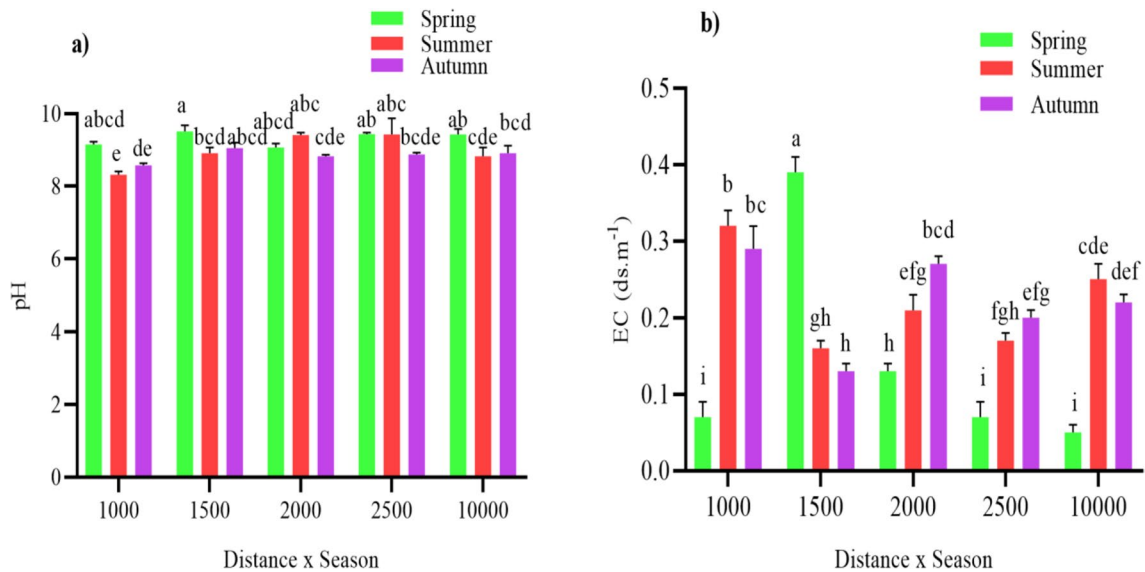 a)
Spring
Summer
Autumn
pH
10
8
6
4
2
0
abcd
e
de
a
bcd
abcd
abcd
abc
cde
ab
abc
bcde
ab
cde
bcd
1000
1500
2000
2500
10000
Distance x Season
b)
Spring
Summer
Autumn
EC (ds.m⁻¹)
0.5
0.4
0.3
0.2
0.1
0.0
i
b
bc
a
gh
h
h
efg
bcd
i
fgh
efg
i
cde
def
1000
1500
2000
2500
10000
Distance x Season